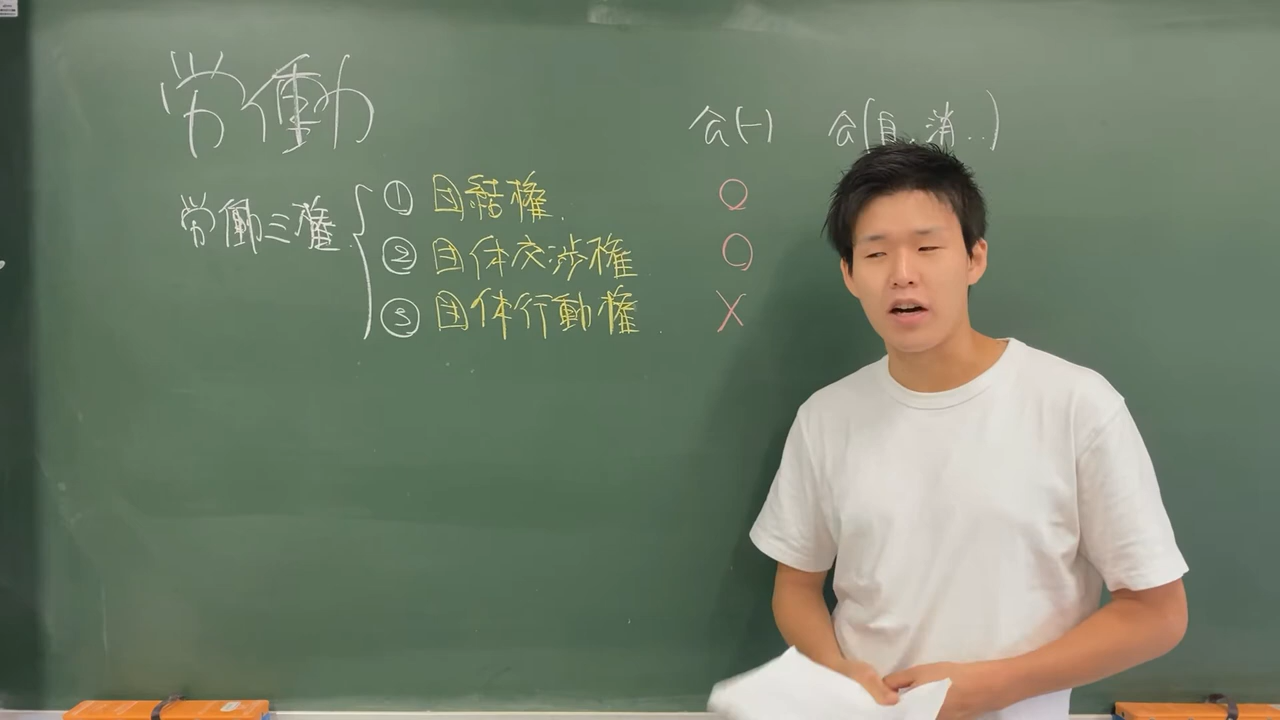 労働
公(一) 公(自、消..)
労働三権
① 団結権. ○
② 団体交渉権 ○
③ 団体行動権. ×